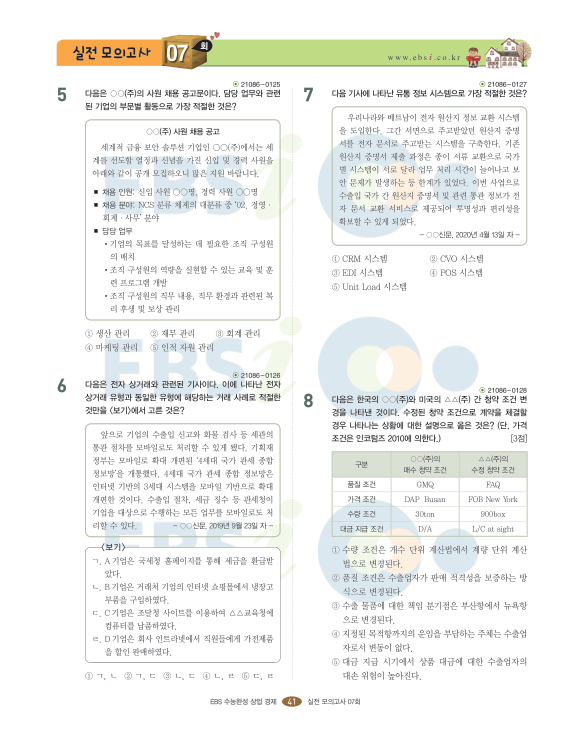 실전 모의고사 07 회
www.ebsi.co.kr
21086-0125
5 다음은 ○○(주)의 사원 채용 공고문이다. 담당 업무와 관련
된 기업의 부문별 활동으로 가장 적절한 것은?
○○(주) 사원 채용 공고
세계적 금융 보안 솔루션 기업인 ○○(주)에서는 세
계를 선도할 열정과 신념을 가진 신입 및 경력 사원을
아래와 같이 공개 모집하오니 많은 지원 바랍니다.
■ 채용 인원: 신입 사원 ○○명, 경력 사원 ○○명
■ 채용 분야: NCS 분류 체계의 대분류 중 '02. 경영·
회계·사무' 분야
■ 담당 업무
• 기업의 목표를 달성하는 데 필요한 조직 구성원
의 배치
• 조직 구성원의 역량을 실현할 수 있는 교육 및 훈
련 프로그램 개발
• 조직 구성원의 직무 내용, 직무 환경과 관련된 복
리 후생 및 보상 관리
① 생산 관리 ② 재무 관리 ③ 회계 관리
④ 마케팅 관리 ⑤ 인적 자원 관리
21086-0126
6 다음은 전자 상거래와 관련된 기사이다. 이에 나타난 전자
상거래 유형과 동일한 유형에 해당하는 거래 사례로 적절한
것만을 <보기>에서 고른 것은?
앞으로 기업의 수출입 신고와 화물 검사 등 세관의
통관 절차를 모바일로도 처리할 수 있게 됐다. 기획재
정부는 모바일로 확대 개편된 '4세대 국가 관세 종합
정보망'을 개통했다. 4세대 국가 관세 종합 정보망은
인터넷 기반의 3세대 시스템을 모바일 기반으로 확대
개편한 것이다. 수출입 절차, 세금 징수 등 관세청이
기업을 대상으로 수행하는 모든 업무를 모바일로도 처
리할 수 있다. - ○○신문, 2019년 9월 23일 자 -
<보기>
ㄱ. A 기업은 국세청 홈페이지를 통해 세금을 환급받
았다.
ㄴ. B 기업은 거래처 기업의 인터넷 쇼핑몰에서 냉장고
부품을 구입하였다.
ㄷ. C 기업은 조달청 사이트를 이용하여 △△교육청에
컴퓨터를 납품하였다.
ㄹ. D 기업은 회사 인트라넷에서 직원들에게 가전제품
을 할인 판매하였다.
① ㄱ, ㄴ ② ㄱ, ㄷ ③ ㄴ, ㄷ ④ ㄴ, ㄹ ⑤ ㄷ, ㄹ
21086-0127
7 다음 기사에 나타난 유통 정보 시스템으로 가장 적절한 것은?
우리나라와 베트남이 전자 원산지 정보 교환 시스템
을 도입한다. 그간 서면으로 주고받았던 원산지 증명
서를 전자 문서로 주고받는 시스템을 구축한다. 기존
원산지 증명서 제출 과정은 종이 서류 교환으로 국가
별 시스템이 서로 달라 업무 처리 시간이 늘어나고 보
안 문제가 발생하는 등 한계가 있었다. 이번 사업으로
수출입 국가 간 원산지 증명서 및 관련 통관 정보가 전
자 문서 교환 서비스로 제공되어 투명성과 편리성을
확보할 수 있게 되었다.
- ○○신문, 2020년 4월 13일 자 -
① CRM 시스템 ② CVO 시스템
③ EDI 시스템 ④ POS 시스템
⑤ Unit Load 시스템
21086-0128
8 다음은 한국의 ○○(주)와 미국의 △△(주) 간 청약 조건 변
경을 나타낸 것이다. 수정된 청약 조건으로 계약을 체결할
경우 나타나는 상황에 대한 설명으로 옳은 것은? (단, 가격
조건은 인코텀즈 2010에 의한다.) [3점]
구분 ○○(주)의 매수 청약 조건 △△(주)의 수정 청약 조건
품질 조건 GMQ FAQ
가격 조건 DAP Busan FOB New York
수량 조건 30ton 900box
대금 지급 조건 D/A L/C at sight
① 수량 조건은 개수 단위 계산법에서 제량 단위 계산
법으로 변경된다.
② 품질 조건은 수출업자가 판매 적격성을 보증하는 방
식으로 변경된다.
③ 수출 물품에 대한 책임 분기점은 부산항에서 뉴욕항
으로 변경된다.
④ 지정된 목적항까지의 운임을 부담하는 주체는 수출업
자로서 변동이 없다.
⑤ 대금 지급 시기에서 상품 대금에 대한 수출업자의
대손 위험이 높아진다.
EBS 수능완성 상업 경제 41 실전 모의고사 07회